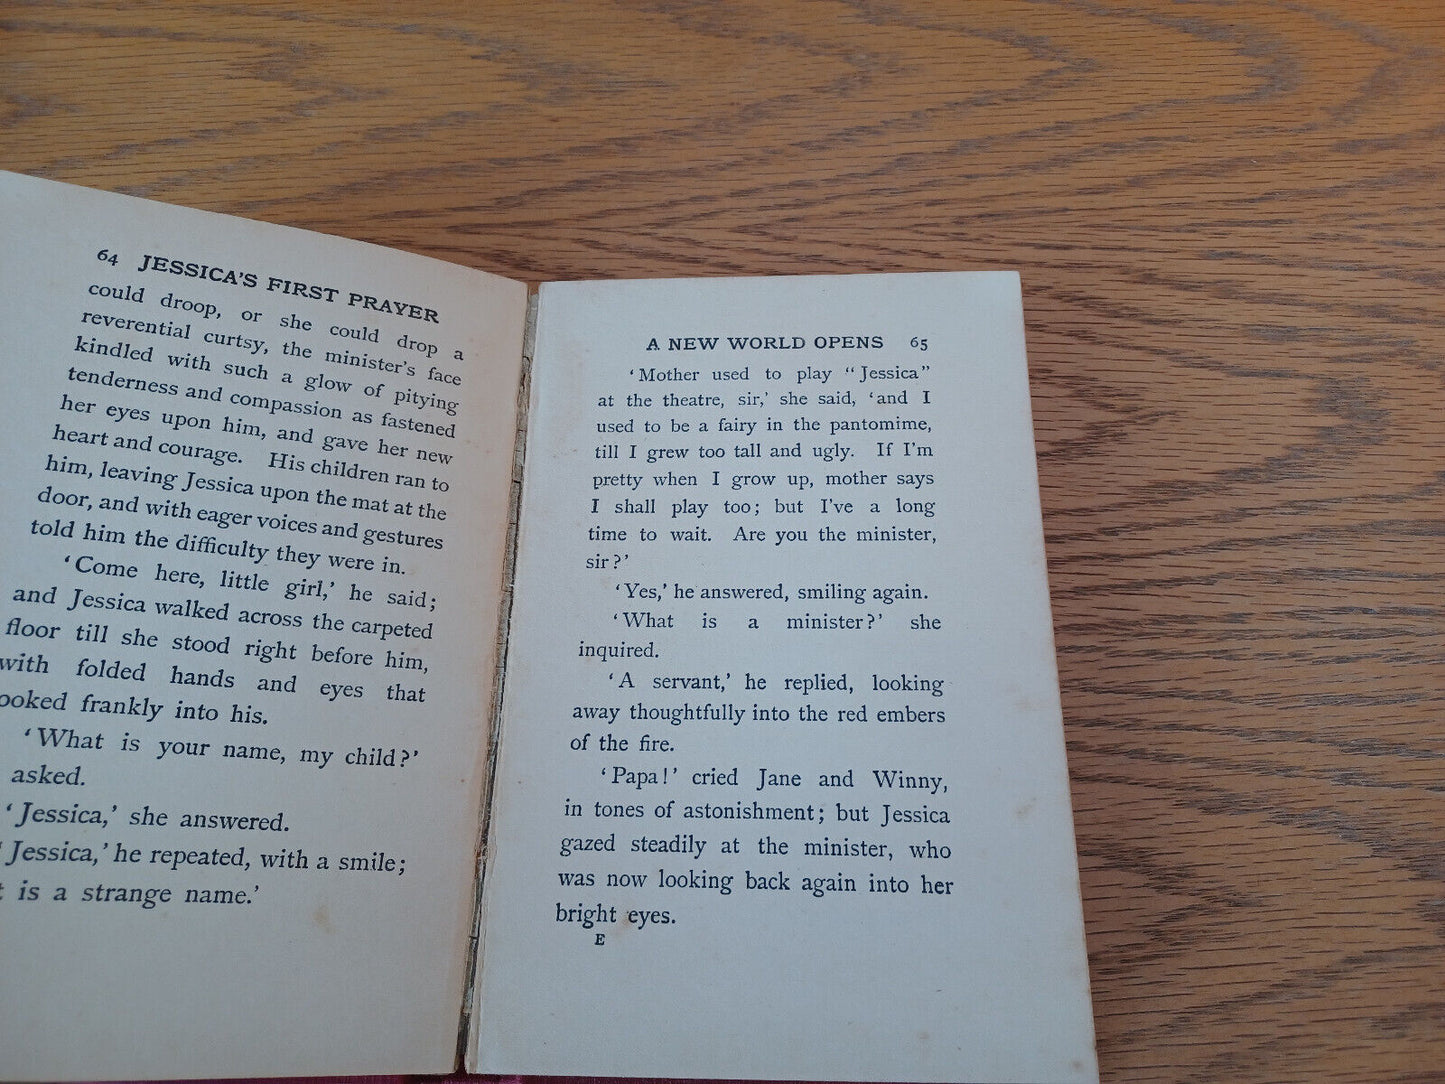 64 JESSICA'S FIRST PRAYER
could droop, or she could drop a
reverential curtsy, the minister's face
kindled with such a glow of pitying
tenderness and compassion as fastened
her eyes upon him, and gave her new
heart and courage. His children ran to
him, leaving Jessica upon the mat at the
door, and with eager voices and gestures
told him the difficulty they were in.
'Come here, little girl,' he said;
and Jessica walked across the carpeted
floor till she stood right before him,
with folded hands and eyes that
ooked frankly into his.
'What is your name, my child?'
asked.
'Jessica,' she answered.
'Jessica,' he repeated, with a smile;
t is a strange name.'
A NEW WORLD OPENS 65
'Mother used to play "Jessica"
at the theatre, sir,' she said, 'and I
used to be a fairy in the pantomime,
till I grew too tall and ugly. If I'm
pretty when I grow up, mother says
I shall play too; but I've a long
time to wait. Are you the minister,
sir?'
'Yes,' he answered, smiling again.
'What is a minister?' she
inquired.
'A servant,' he replied, looking
away thoughtfully into the red embers
of the fire.
'Papa!' cried Jane and Winny,
in tones of astonishment; but Jessica
gazed steadily at the minister, who
was now looking back again into her
bright eyes.
E